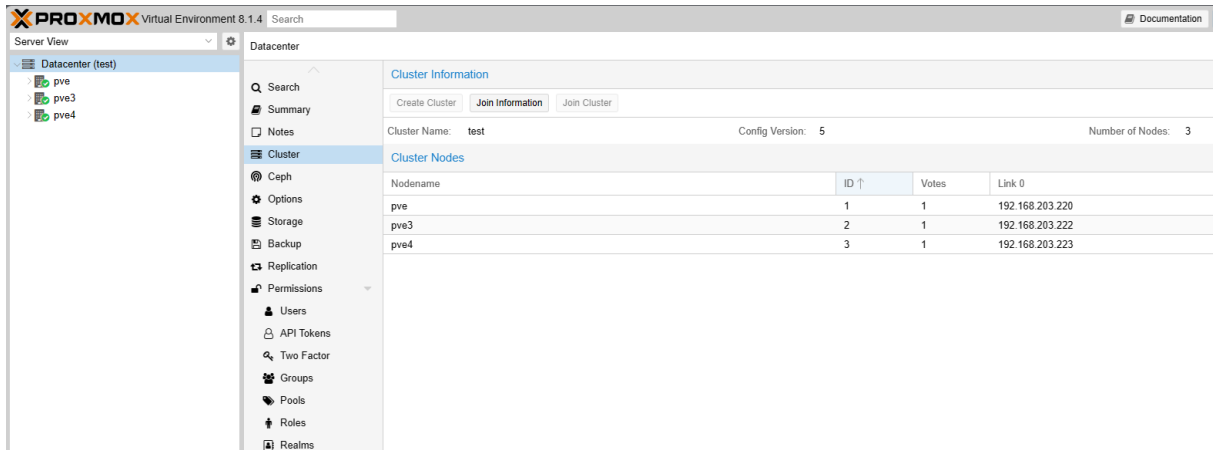 PROXMOX Virtual Environment 8.1.4 Search Documentation
Server View
Datacenter (test)
pve
pve3
pve4
Datacenter
Search
Summary
Notes
Cluster
Ceph
Options
Storage
Backup
Replication
Permissions
Users
API Tokens
Two Factor
Groups
Pools
Roles
Realms
Cluster Information
Create Cluster Join Information Join Cluster
Cluster Name: test Config Version: 5 Number of Nodes: 3
Cluster Nodes
Nodename ID ↑ Votes Link 0
pve 1 1 192.168.203.220
pve3 2 1 192.168.203.222
pve4 3 1 192.168.203.223